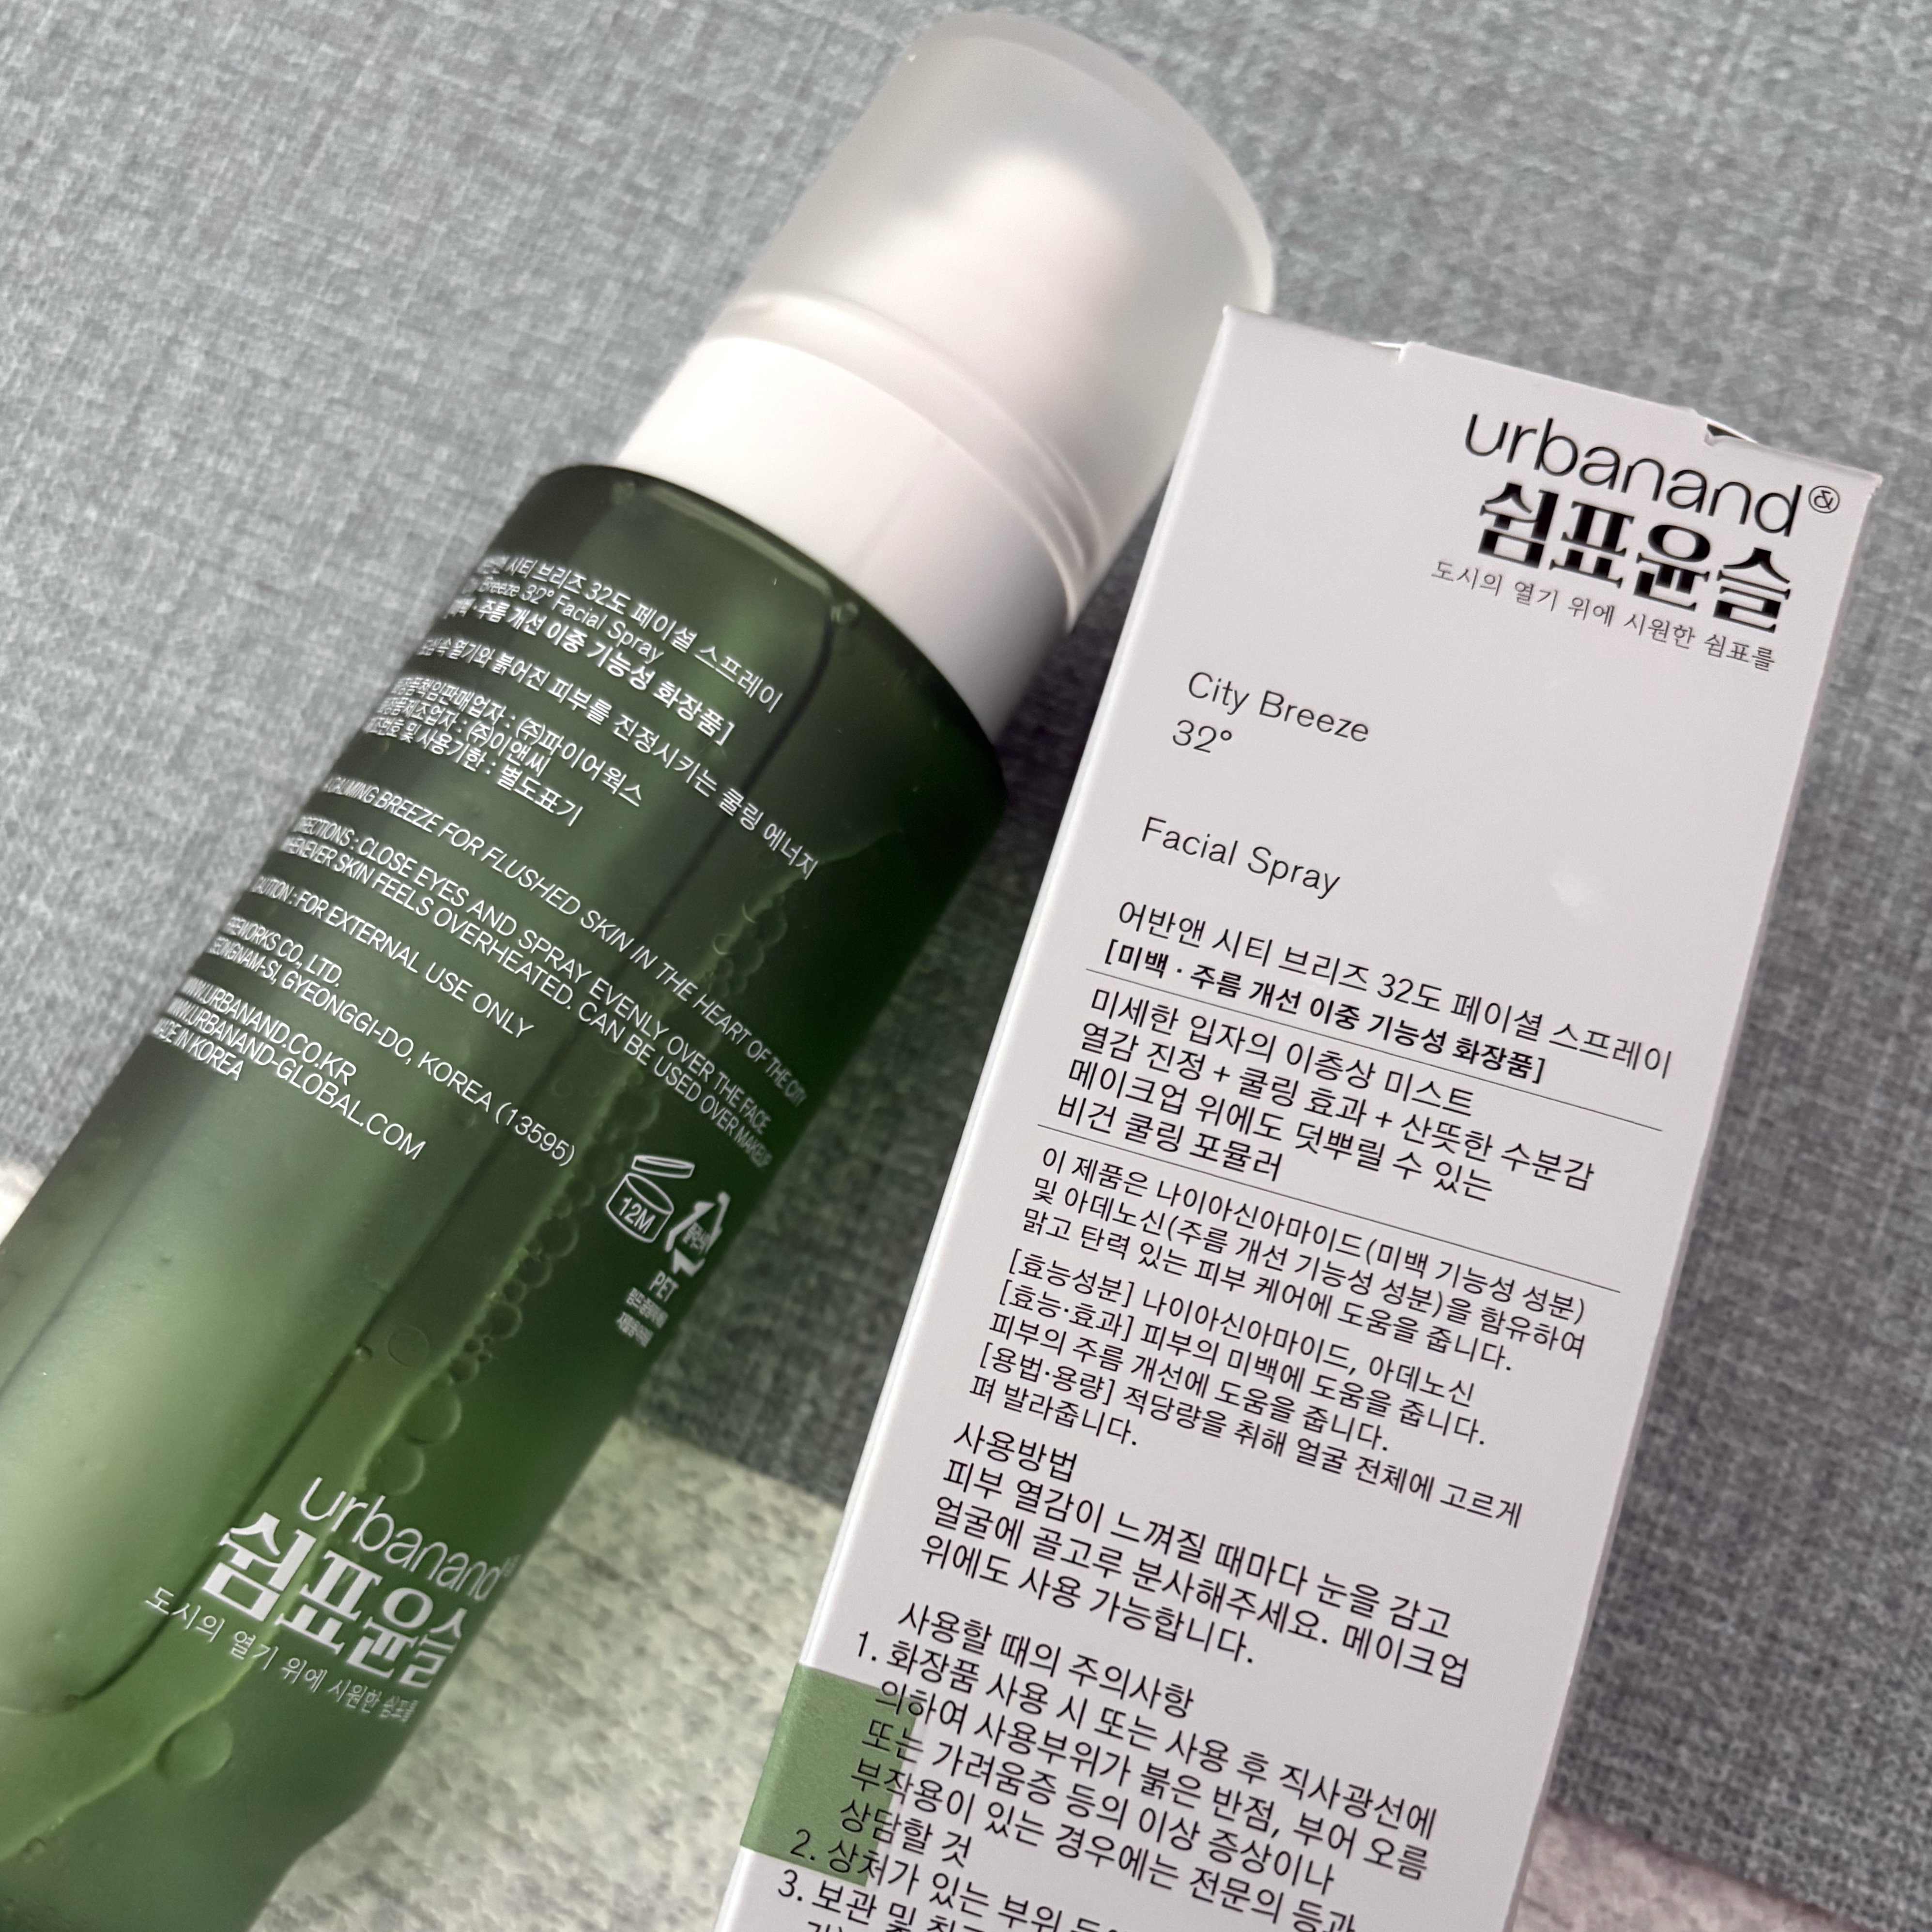 시티 브리즈 32도 페이셜 스프레이
Breeze 32° Facial Spray
주름 개선 이중 기능성 화장품]
열기와 붉어진 피부를 진정시키는 쿨링 에너지
화장품책임판매업자 : (주)파이어웍스
화장품제조업자 : (주)이앤씨
제조번호 및 사용기한 : 별도표기
A CALMING BREEZE FOR FLUSHED SKIN IN THE HEART OF THE CITY
DIRECTIONS : CLOSE EYES AND SPRAY EVENLY OVER THE FACE
WHENEVER SKIN FEELS OVERHEATED. CAN BE USED OVER MAKEUP
CAUTION : FOR EXTERNAL USE ONLY
FIREWORKS CO., LTD.
SEONGNAM-SI, GYEONGGI-DO, KOREA (13595)
WWW.URBANAND.CO.KR
WWW.URBANAND-GLOBAL.COM
MADE IN KOREA
12M
PET
urbanand
쉼표윤슬
도시의 열기 위에 시원한 쉼표를
urbanand&
쉼표윤슬
도시의 열기 위에 시원한 쉼표를
City Breeze
32°
Facial Spray
어반앤 시티 브리즈 32도 페이셜 스프레이
[미백 · 주름 개선 이중 기능성 화장품]
미세한 입자의 이층상 미스트
열감 진정 + 쿨링 효과 + 산뜻한 수분감
메이크업 위에도 덧뿌릴 수 있는
비건 쿨링 포뮬러
이 제품은 나이아신아마이드(미백 기능성 성분)
및 아데노신(주름 개선 기능성 성분)을 함유하여
맑고 탄력 있는 피부 케어에 도움을 줍니다.
[효능성분] 나이아신아마이드, 아데노신
[효능·효과] 피부의 미백에 도움을 줍니다.
피부의 주름 개선에 도움을 줍니다.
[용법·용량] 적당량을 취해 얼굴 전체에 고르게
펴 발라줍니다.
사용방법
피부 열감이 느껴질 때마다 눈을 감고
얼굴에 골고루 분사해주세요. 메이크업
위에도 사용 가능합니다.
사용할 때의 주의사항
1. 화장품 사용 시 또는 사용 후 직사광선에
의하여 사용부위가 붉은 반점, 부어 오름
또는 가려움증 등의 이상 증상이나
부작용이 있는 경우에는 전문의 등과
상담할 것
2. 상처가 있는 부위
3. 보관 및